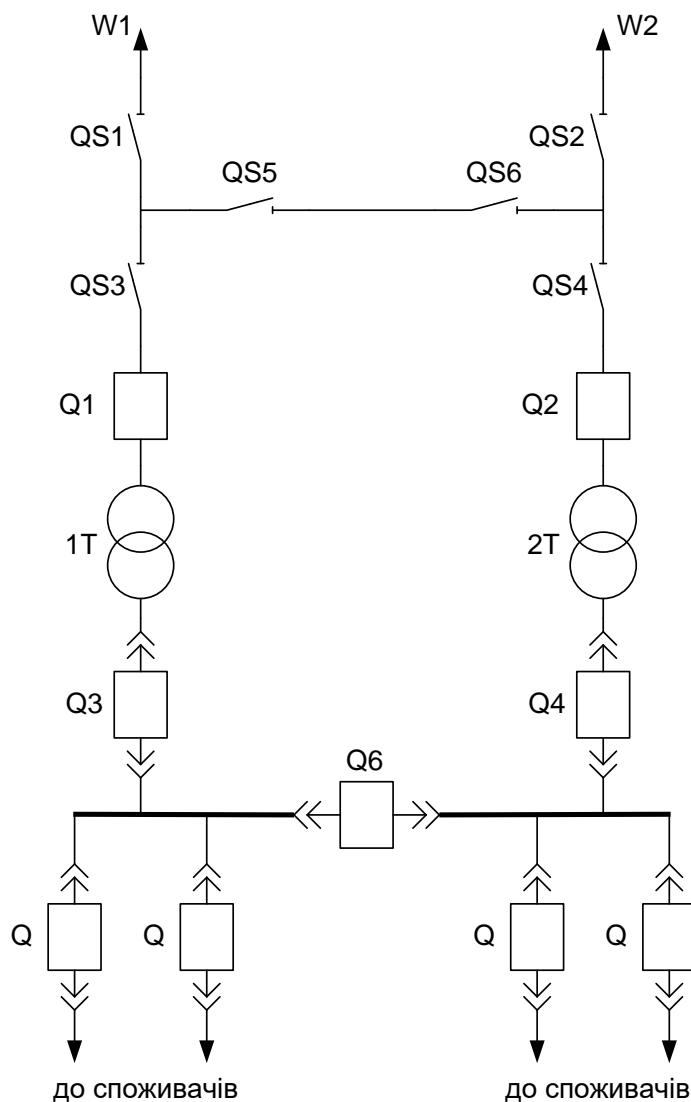 W1 W2
QS1 QS2
QS5 QS6
QS3 QS4
Q1 Q2
1T 2T
Q3 Q4
Q6
Q Q Q Q
до споживачів до споживачів